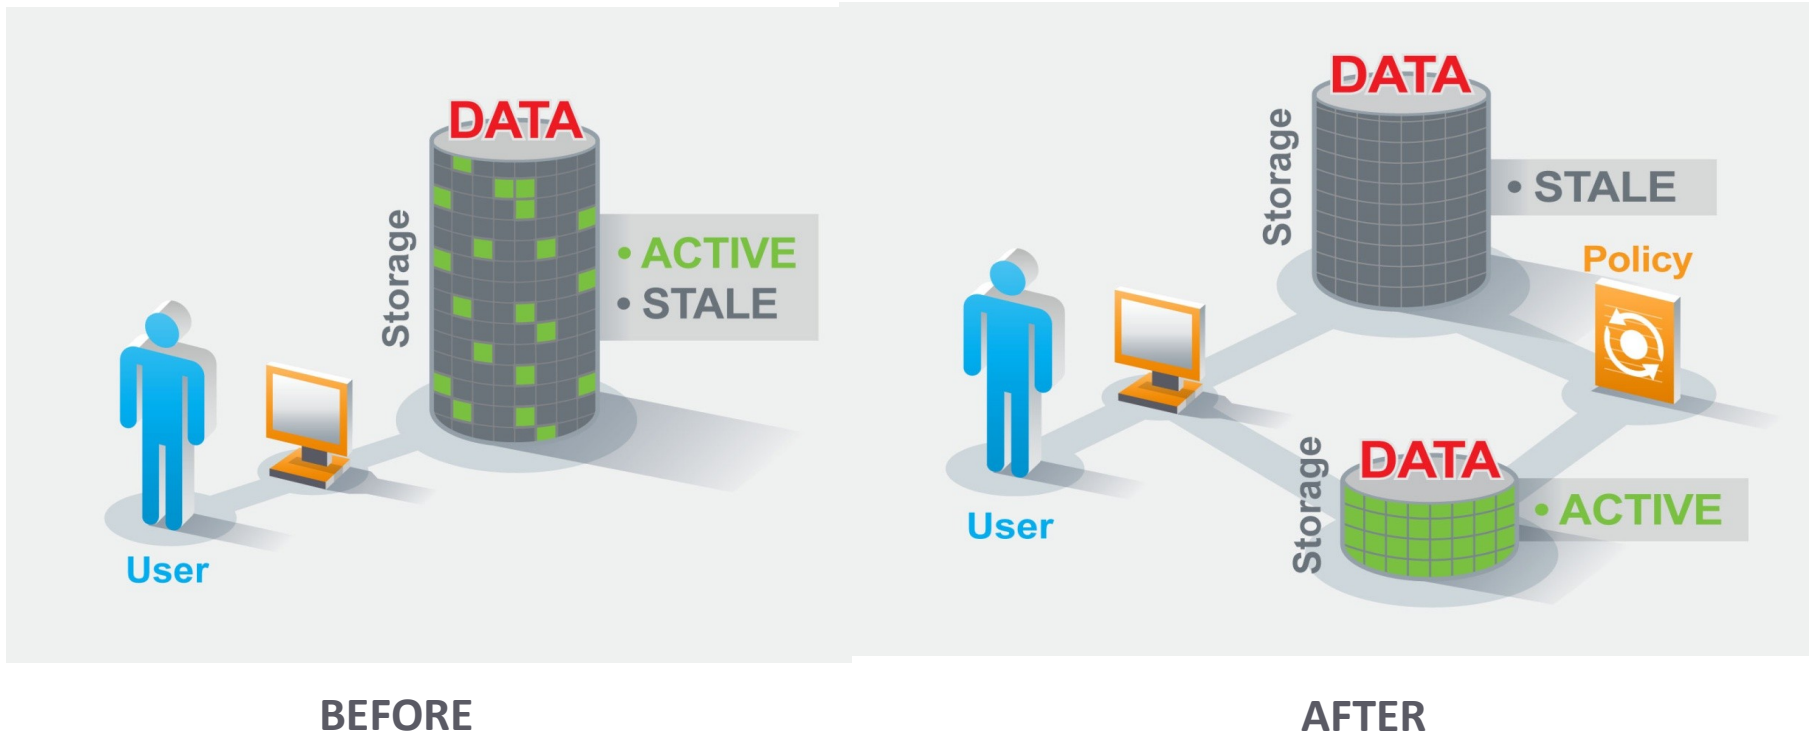 DATA
Storage
• ACTIVE
• STALE
User
BEFORE
DATA
Storage
• STALE
Policy
User
DATA
Storage
• ACTIVE
AFTER